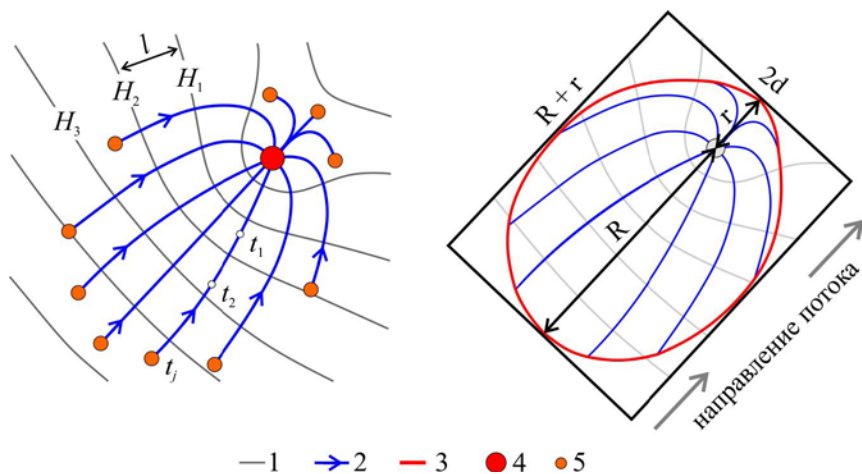 l
H₁
H₂
H₃
t₁
t₂
tⱼ
R + r
2d
r
R
направление потока
1 2 3 4 5